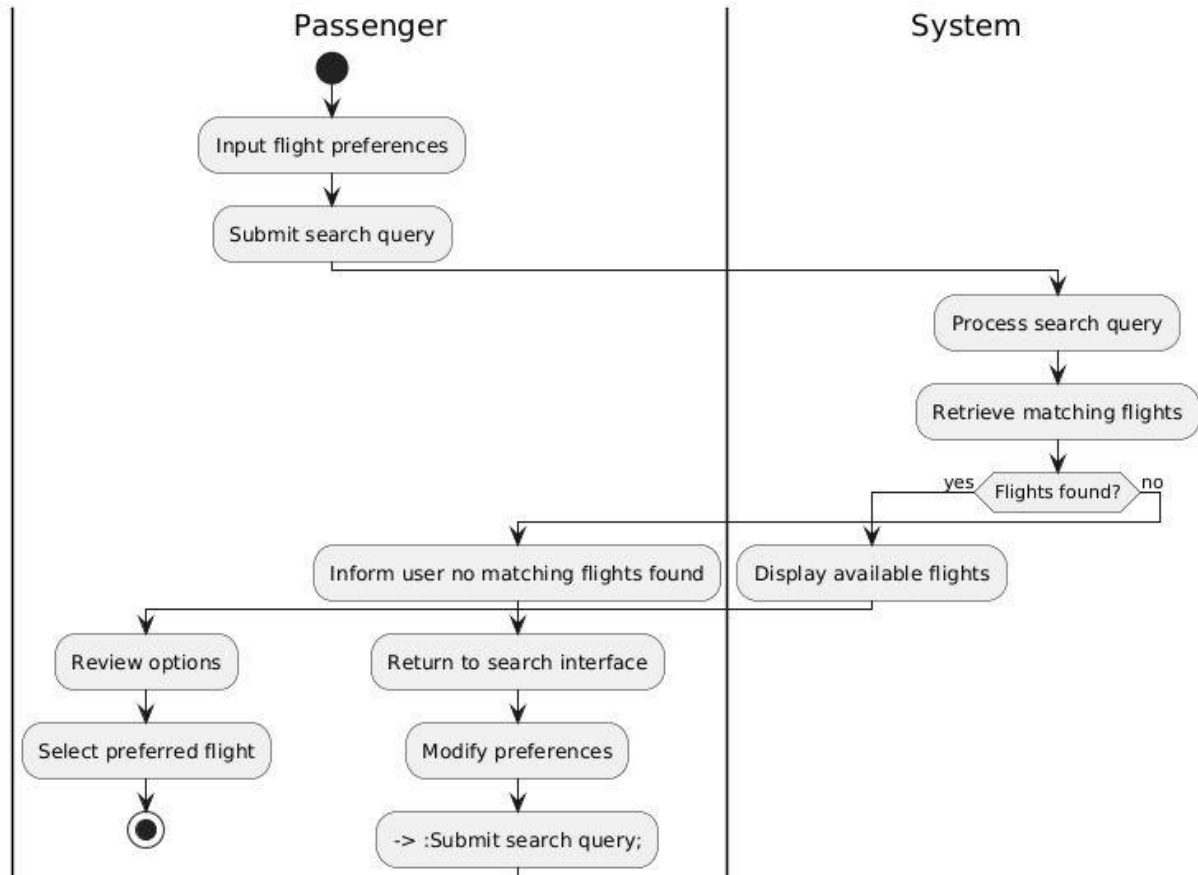 Passenger
System
Input flight preferences
Submit search query
Process search query
Retrieve matching flights
yes
Flights found?
no
Inform user no matching flights found
Display available flights
Review options
Return to search interface
Select preferred flight
Modify preferences
-> :Submit search query;